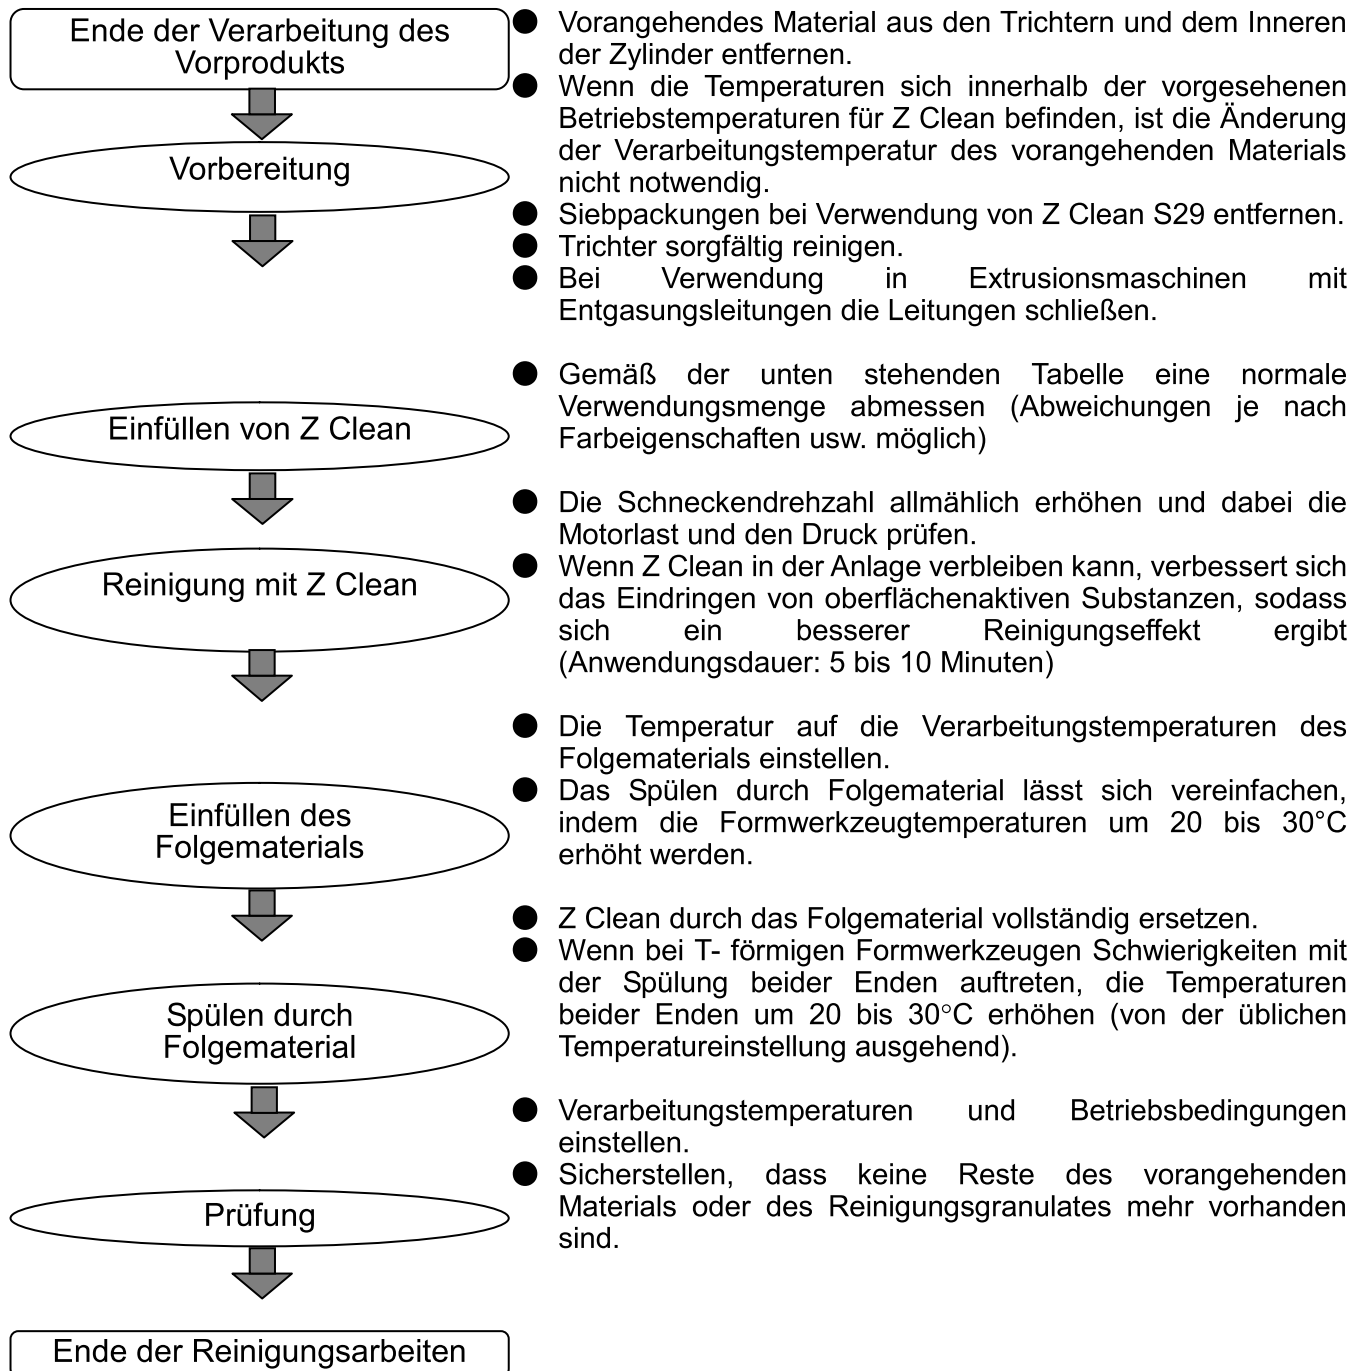 Ende der Verarbeitung des
Vorprodukts
Vorbereitung
● Vorangehendes Material aus den Trichtern und dem Inneren
der Zylinder entfernen.
● Wenn die Temperaturen sich innerhalb der vorgesehenen
Betriebstemperaturen für Z Clean befinden, ist die Änderung
der Verarbeitungstemperatur des vorangehenden Materials
nicht notwendig.
● Siebpackungen bei Verwendung von Z Clean S29 entfernen.
● Trichter sorgfältig reinigen.
● Bei Verwendung in Extrusionsmaschinen mit
Entgasungsleitungen die Leitungen schließen.
Einfüllen von Z Clean
● Gemäß der unten stehenden Tabelle eine normale
Verwendungsmenge abmessen (Abweichungen je nach
Farbeigenschaften usw. möglich)
Reinigung mit Z Clean
● Die Schneckendrehzahl allmählich erhöhen und dabei die
Motorlast und den Druck prüfen.
● Wenn Z Clean in der Anlage verbleiben kann, verbessert sich
das Eindringen von oberflächenaktiven Substanzen, sodass
sich ein besserer Reinigungseffekt ergibt
(Anwendungsdauer: 5 bis 10 Minuten)
Einfüllen des
Folgematerials
● Die Temperatur auf die Verarbeitungstemperaturen des
Folgematerials einstellen.
● Das Spülen durch Folgematerial lässt sich vereinfachen,
indem die Formwerkzeugtemperaturen um 20 bis 30°C
erhöht werden.
Spülen durch
Folgematerial
● Z Clean durch das Folgematerial vollständig ersetzen.
● Wenn bei T- förmigen Formwerkzeugen Schwierigkeiten mit
der Spülung beider Enden auftreten, die Temperaturen
beider Enden um 20 bis 30°C erhöhen (von der üblichen
Temperatureinstellung ausgehend).
Prüfung
● Verarbeitungstemperaturen und Betriebsbedingungen
einstellen.
● Sicherstellen, dass keine Reste des vorangehenden
Materials oder des Reinigungsgranulates mehr vorhanden
sind.
Ende der Reinigungsarbeiten